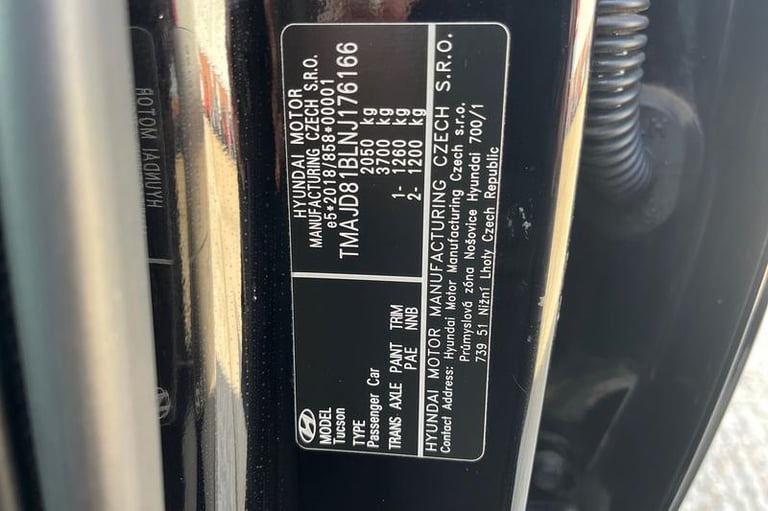 HYUNDAI MOTOR
MANUFACTURING CZECH S.R.O.
e5*2018/858*00001
TMAJD81BLNJ176166
2050 kg
3700 kg
1- 1260 kg
2- 1200 kg
MODEL
Tucson
TYPE
Passenger Car
TRANS AXLE PAINT TRIM
PAE NNB
HYUNDAI MOTOR MANUFACTURING CZECH S.R.O.
Contact Address: Hyundai Motor Manufacturing Czech s.r.o.
Průmyslová zóna Nošovice Hyundai 700/1
739 51 Nižní Lhoty Czech Republic
HYUNDAI MOTOR